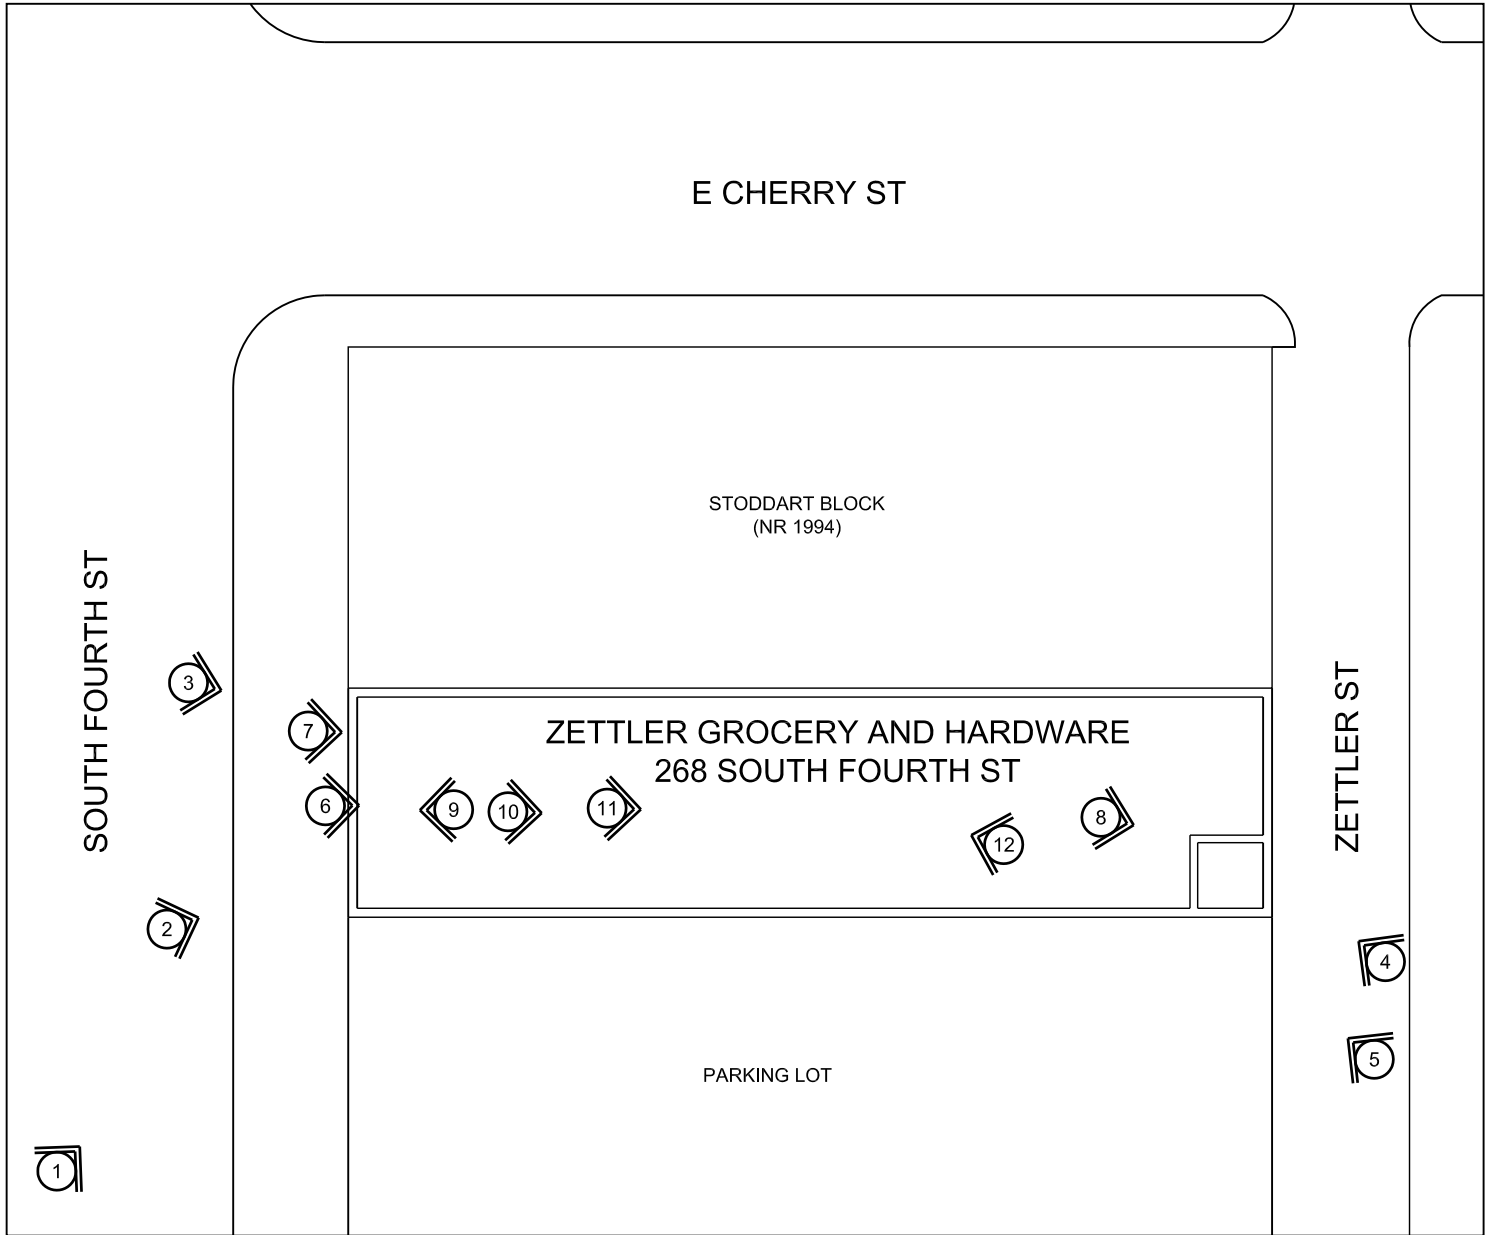 E CHERRY ST
STODDART BLOCK
(NR 1994)
SOUTH FOURTH ST
ZETTLER ST
3
7
ZETTLER GROCERY AND HARDWARE
268 SOUTH FOURTH ST
6
9
10
11
12
8
2
4
5
PARKING LOT
1